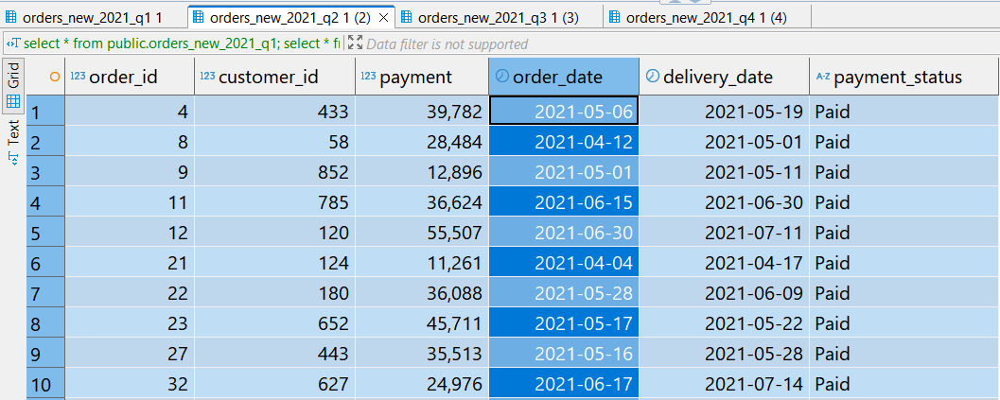 orders_new_2021_q1 1 orders_new_2021_q2 1 (2) orders_new_2021_q3 1 (3) orders_new_2021_q4 1 (4)
select * from public.orders_new_2021_q1; select * fr Data filter is not supported
Grid
Text
123 order_id 123 customer_id 123 payment order_date delivery_date A-Z payment_status
1 4 433 39,782 2021-05-06 2021-05-19 Paid
2 8 58 28,484 2021-04-12 2021-05-01 Paid
3 9 852 12,896 2021-05-01 2021-05-11 Paid
4 11 785 36,624 2021-06-15 2021-06-30 Paid
5 12 120 55,507 2021-06-30 2021-07-11 Paid
6 21 124 11,261 2021-04-04 2021-04-17 Paid
7 22 180 36,088 2021-05-28 2021-06-09 Paid
8 23 652 45,711 2021-05-17 2021-05-22 Paid
9 27 443 35,513 2021-05-16 2021-05-28 Paid
10 32 627 24,976 2021-06-17 2021-07-14 Paid